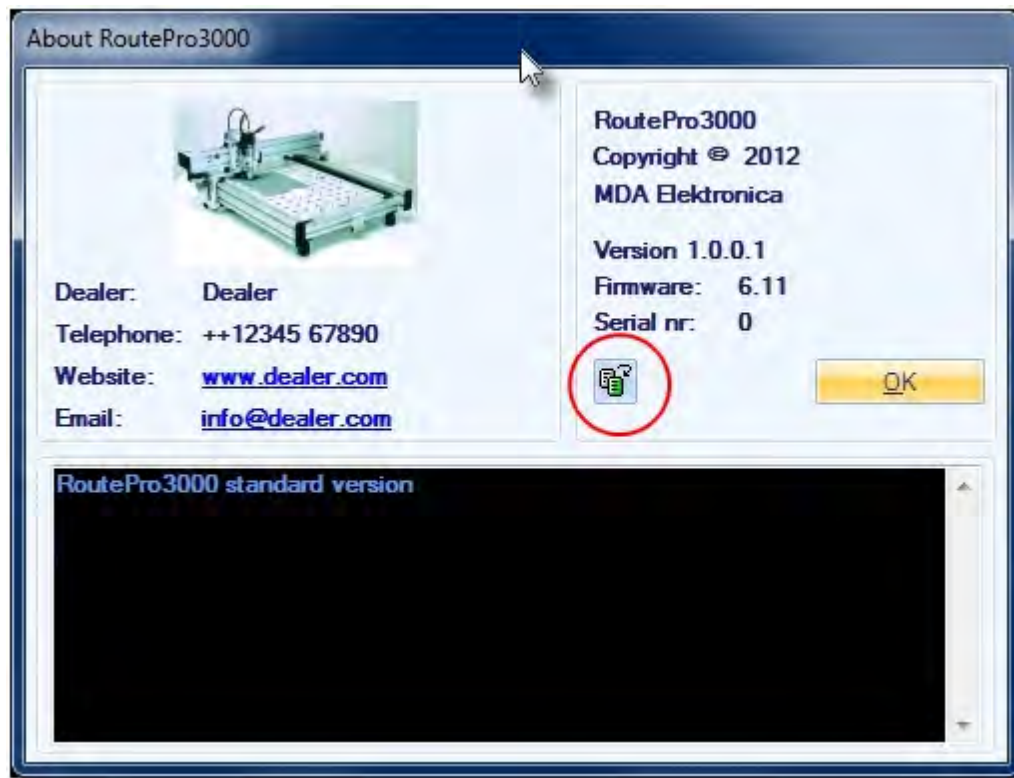 About RoutePro3000
Dealer: Dealer
Telephone: ++12345 67890
Website: www.dealer.com
Email: info@dealer.com
RoutePro3000
Copyright © 2012
MDA Elektronica
Version 1.0.0.1
Firmware: 6.11
Serial nr: 0
OK
RoutePro3000 standard version